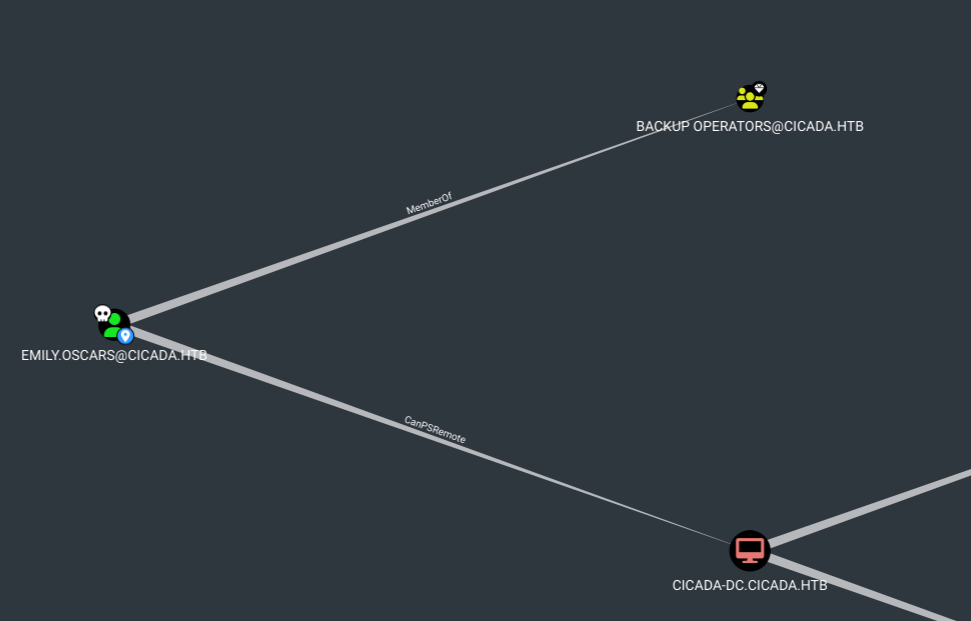 BACKUP OPERATORS@CICADA.HTB
MemberOf
EMILY.OSCARS@CICADA.HTB
CanPSRemote
CICADA-DC.CICADA.HTB